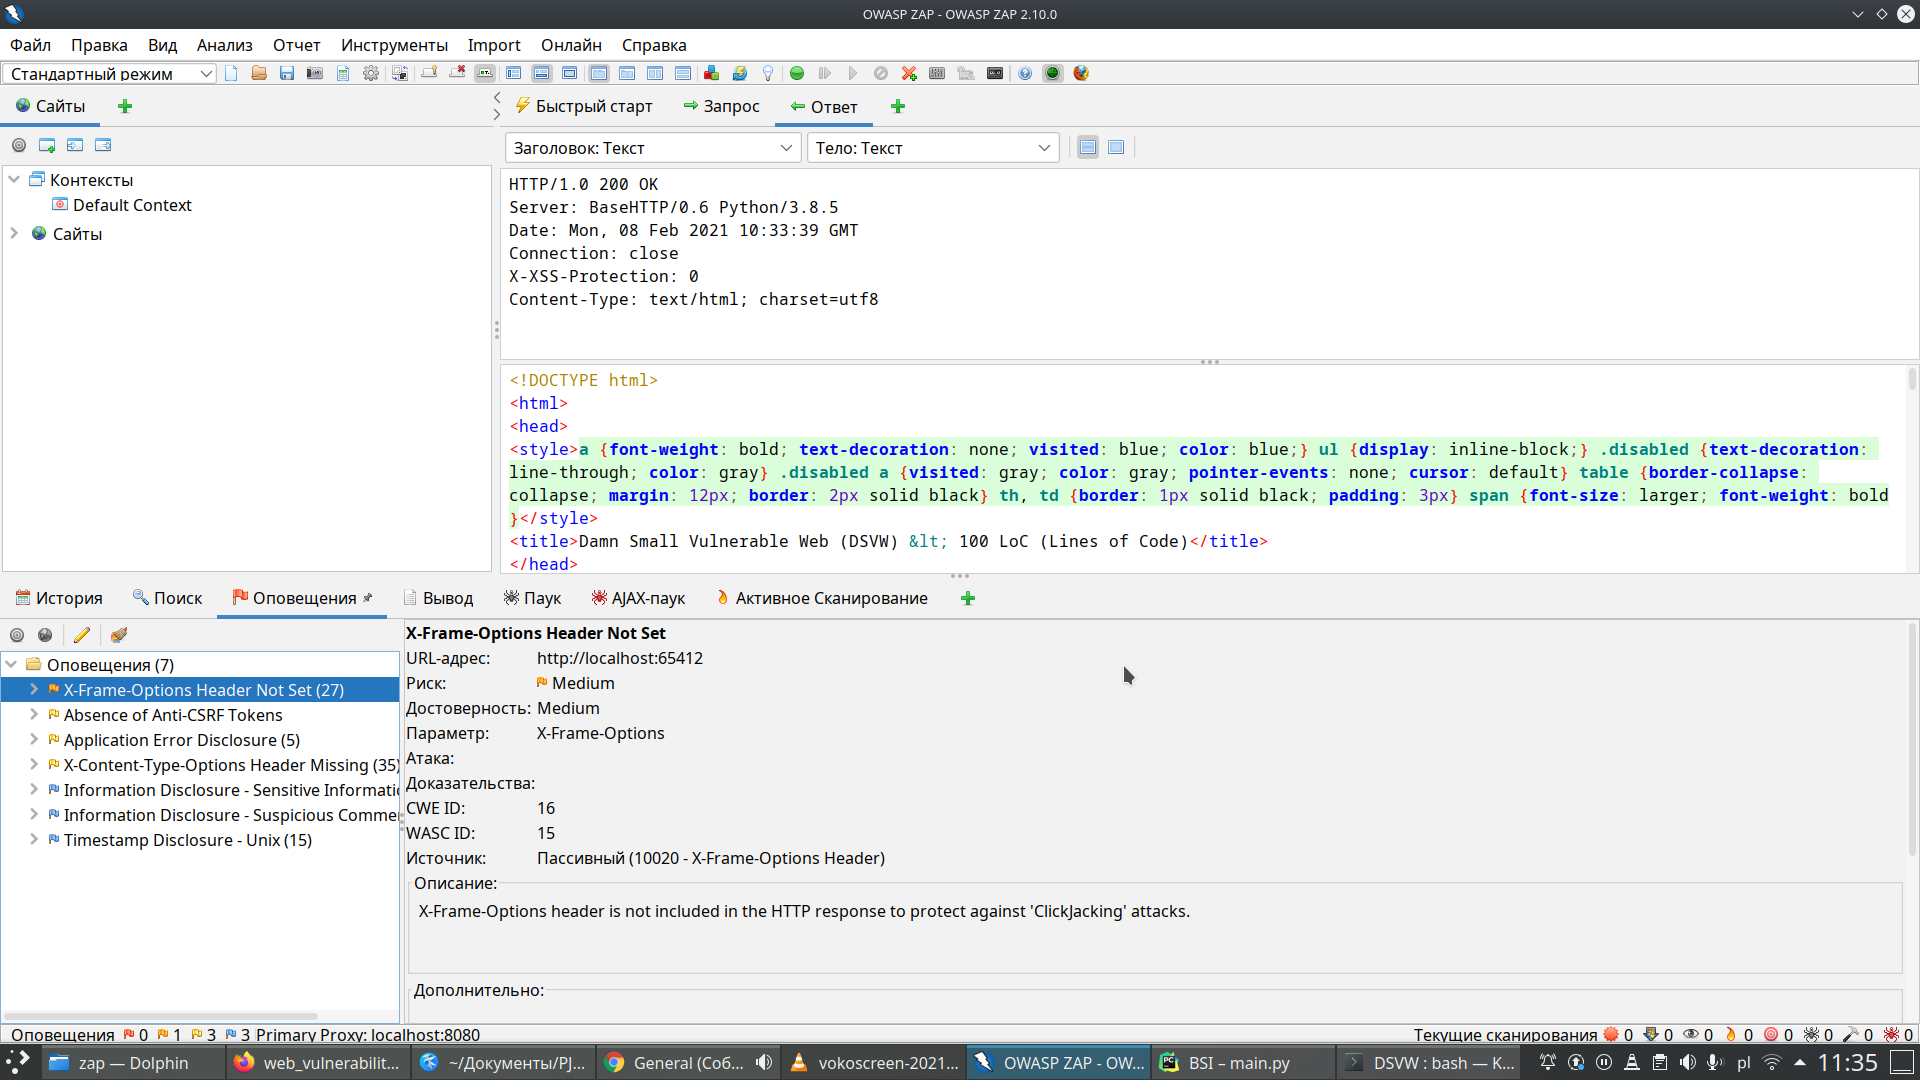 OWASP ZAP - OWASP ZAP 2.10.0
Файл Правка Вид Анализ Отчет Инструменты Import Онлайн Справка
Стандартный режим
Сайты
Быстрый старт Запрос Ответ
Заголовок: Текст Тело: Текст
Контексты
Default Context
Сайты
HTTP/1.0 200 OK
Server: BaseHTTP/0.6 Python/3.8.5
Date: Mon, 08 Feb 2021 10:33:39 GMT
Connection: close
X-XSS-Protection: 0
Content-Type: text/html; charset=utf8
<!DOCTYPE html>
<html>
<head>
<style>a {font-weight: bold; text-decoration: none; visited: blue; color: blue;} ul {display: inline-block;} .disabled {text-decoration:
line-through; color: gray} .disabled a {visited: gray; color: gray; pointer-events: none; cursor: default} table {border-collapse:
collapse; margin: 12px; border: 2px solid black} th, td {border: 1px solid black; padding: 3px} span {font-size: larger; font-weight: bold
}</style>
<title>Damn Small Vulnerable Web (DSVW) &lt; 100 LoC (Lines of Code)</title>
</head>
История Поиск Оповещения Вывод Паук AJAX-паук Активное Сканирование
Оповещения (7)
X-Frame-Options Header Not Set (27)
Absence of Anti-CSRF Tokens
Application Error Disclosure (5)
X-Content-Type-Options Header Missing (35)
Information Disclosure - Sensitive Informatio
Information Disclosure - Suspicious Comme
Timestamp Disclosure - Unix (15)
X-Frame-Options Header Not Set
URL-адрес: http://localhost:65412
Риск: Medium
Достоверность: Medium
Параметр: X-Frame-Options
Атака:
Доказательства:
CWE ID: 16
WASC ID: 15
Источник: Пассивный (10020 - X-Frame-Options Header)
Описание:
X-Frame-Options header is not included in the HTTP response to protect against 'ClickJacking' attacks.
Дополнительно:
Оповещения 0 1 3 3 Primary Proxy: localhost:8080 Текущие сканирования 0 0 0 0 0 0 0 0
zap — Dolphin web_vulnerabilit... ~/Документы/PJ... General (Соб... vokoscreen-2021... OWASP ZAP - OW... BSI – main.py DSVW : bash — K... pl 11:35